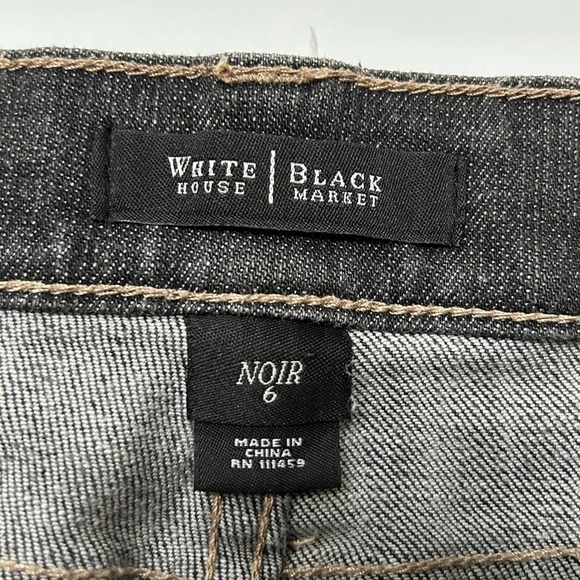 WHITE | BLACK
HOUSE | MARKET
NOIR
6
MADE IN
CHINA
RN 111459